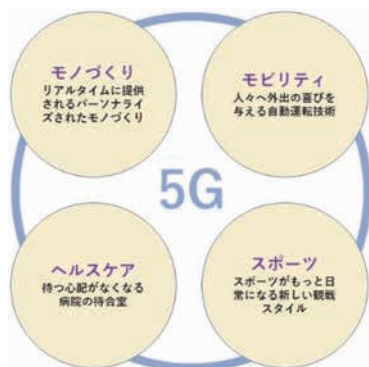 モノづくり
リアルタイムに提供
されるパーソナライ
ズされたモノづくり
モビリティ
人々へ外出の喜びを
与える自動運転技術
5G
ヘルスケア
待つ心配がなくなる
病院の待合室
スポーツ
スポーツがもっと日
常になる新しい観戦
スタイル